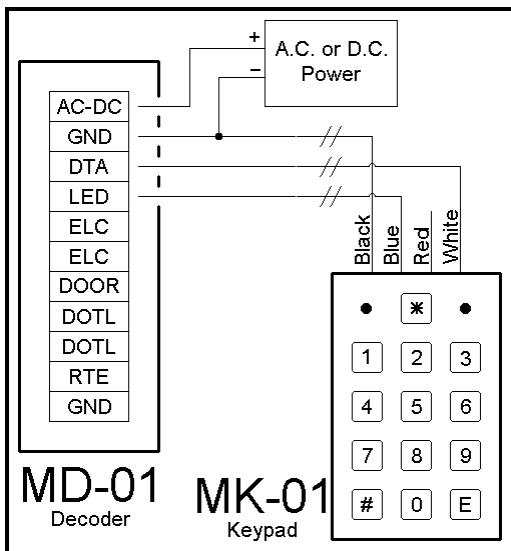 +
A.C. or D.C.
Power
−
AC-DC
GND
DTA
LED
ELC
ELC
DOOR
DOTL
DOTL
RTE
GND
Black
Blue
Red
White
*
1 2 3
4 5 6
7 8 9
# 0 E
MD-01
Decoder
MK-01
Keypad